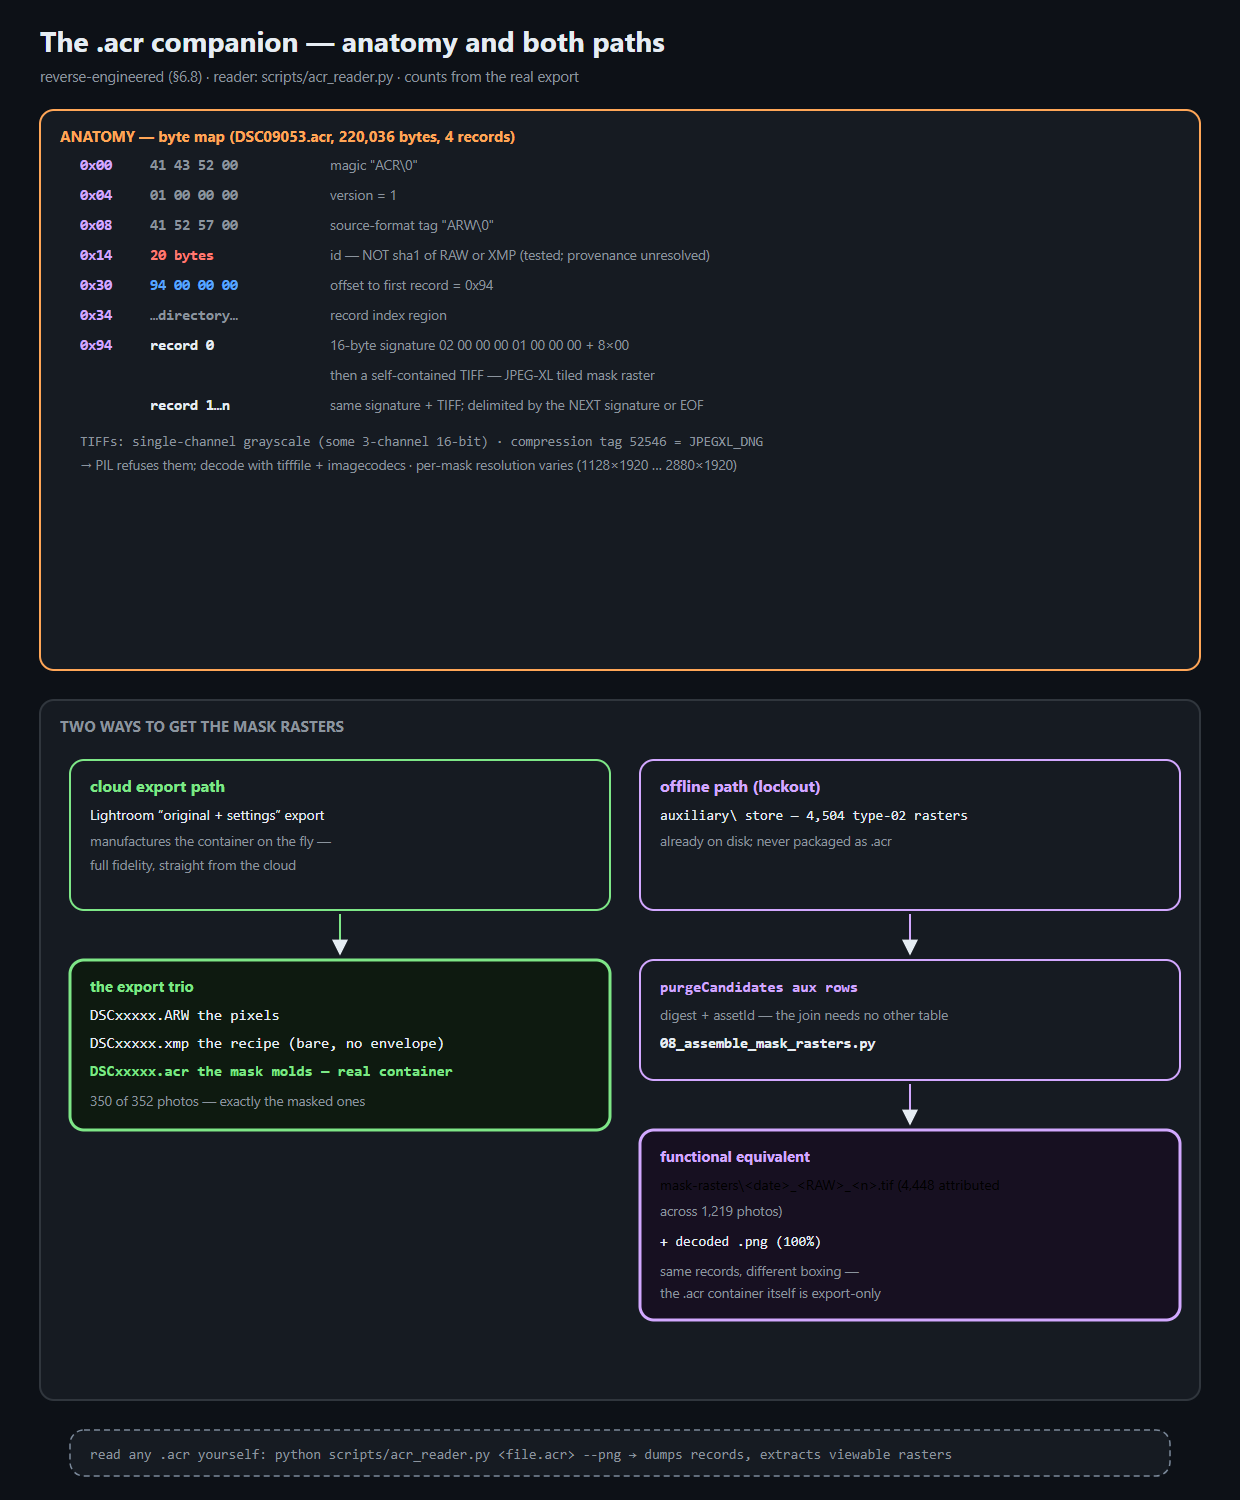 The .acr companion — anatomy and both paths
reverse-engineered (§6.8) · reader: scripts/acr_reader.py · counts from the real export
ANATOMY — byte map (DSC09053.acr, 220,036 bytes, 4 records)
0x00 41 43 52 00 magic "ACR\0"
0x04 01 00 00 00 version = 1
0x08 41 52 57 00 source-format tag "ARW\0"
0x14 20 bytes id — NOT sha1 of RAW or XMP (tested; provenance unresolved)
0x30 94 00 00 00 offset to first record = 0x94
0x34 …directory… record index region
0x94 record 0 16-byte signature 02 00 00 00 01 00 00 00 + 8×00
then a self-contained TIFF — JPEG-XL tiled mask raster
record 1…n same signature + TIFF; delimited by the NEXT signature or EOF
TIFFs: single-channel grayscale (some 3-channel 16-bit) · compression tag 52546 = JPEGXL_DNG
→ PIL refuses them; decode with tifffile + imagecodecs · per-mask resolution varies (1128×1920 … 2880×1920)
TWO WAYS TO GET THE MASK RASTERS
cloud export path
Lightroom "original + settings" export
manufactures the container on the fly —
full fidelity, straight from the cloud
the export trio
DSCxxxxx.ARW the pixels
DSCxxxxx.xmp the recipe (bare, no envelope)
DSCxxxxx.acr the mask molds — real container
350 of 352 photos — exactly the masked ones
offline path (lockout)
auxiliary\ store — 4,504 type-02 rasters
already on disk; never packaged as .acr
purgeCandidates aux rows
digest + assetId — the join needs no other table
08_assemble_mask_rasters.py
functional equivalent
mask-rasters\<date>_<RAW>_<n>.tif (4,448 attributed
across 1,219 photos)
+ decoded .png (100%)
same records, different boxing —
the .acr container itself is export-only
read any .acr yourself: python scripts/acr_reader.py <file.acr> --png → dumps records, extracts viewable rasters